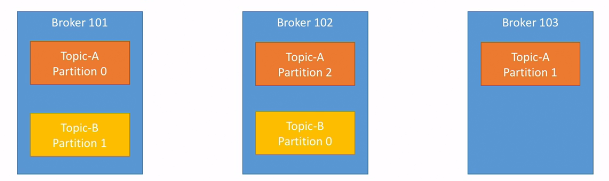 Broker 101
Topic-A
Partition 0
Topic-B
Partition 1
Broker 102
Topic-A
Partition 2
Topic-B
Partition 0
Broker 103
Topic-A
Partition 1